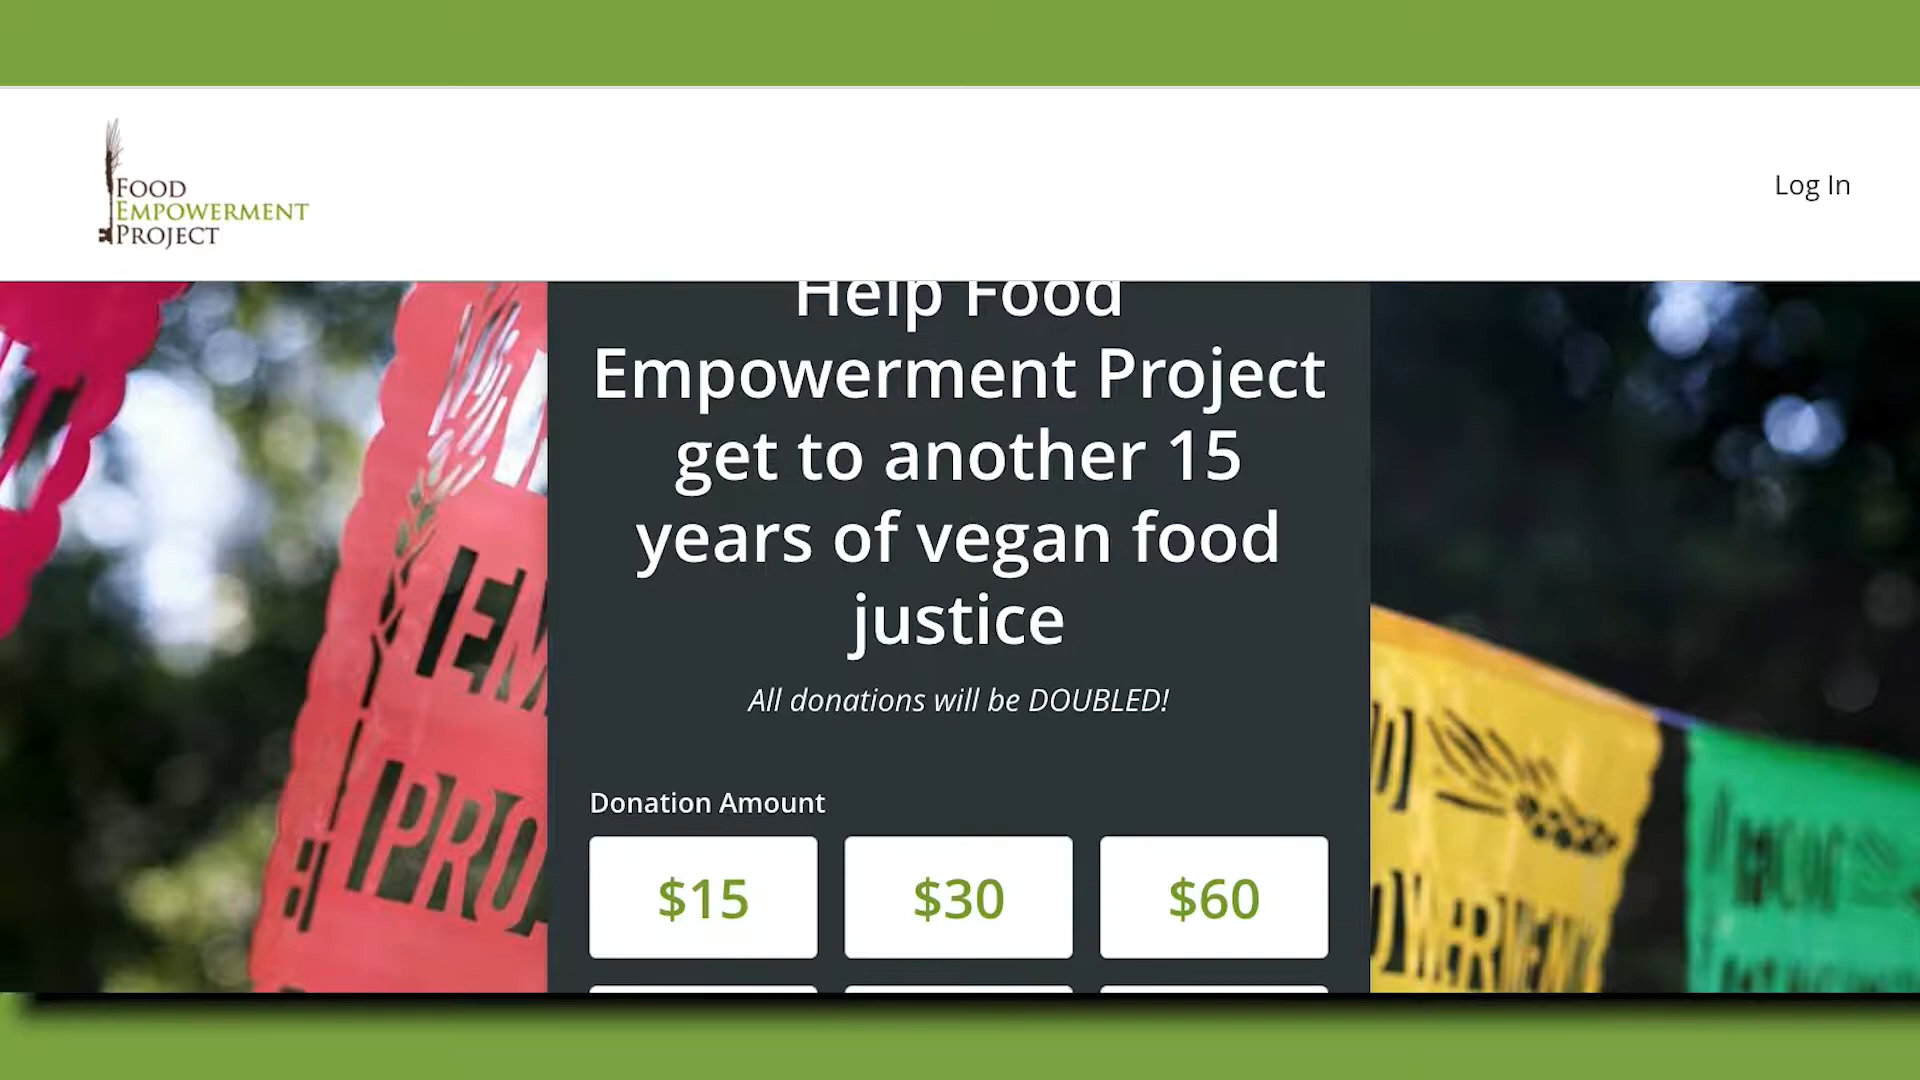 FOOD
EMPOWERMENT
PROJECT
Log In
Help Food
Empowerment Project
get to another 15
years of vegan food
justice
All donations will be DOUBLED!
Donation Amount
$15
$30
$60